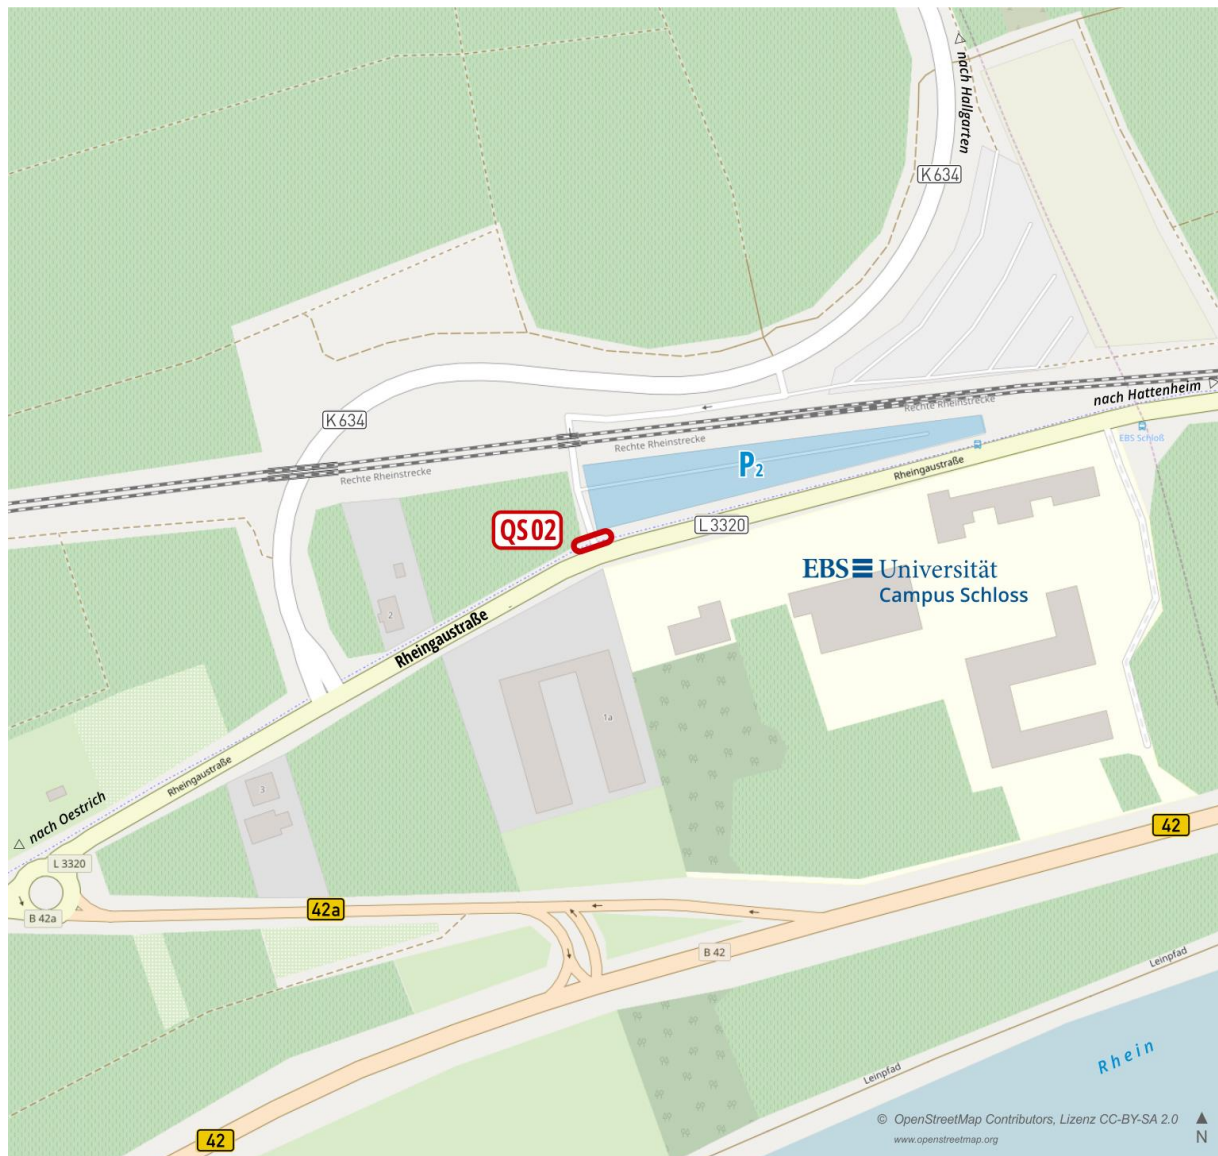 nach Hallgarten
K 634
nach Hattenheim
Rechte Rheinstrecke
K 634
Rechte Rheinstrecke
EBS Schloß
Rechte Rheinstrecke
P2
Rheingaustraße
QS 02
L 3320
EBS Universität
Campus Schloss
2
Rheingaustraße
1a
Rheingaustraße
3
nach Oestrich
42
L 3320
42a
B 42a
B 42
Leinpfad
Rhein
Leinpfad
© OpenStreetMap Contributors, Lizenz CC-BY-SA 2.0
42
www.openstreetmap.org
N